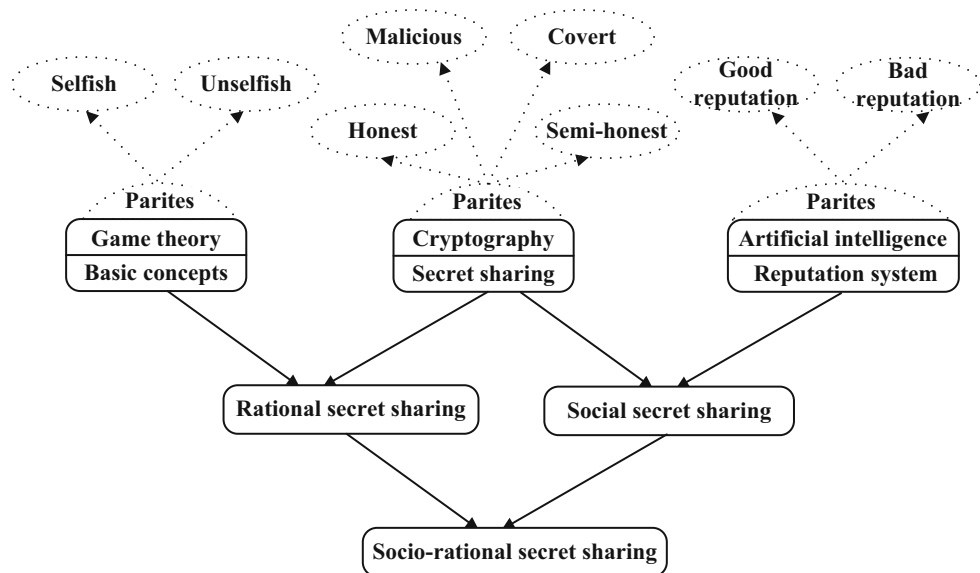 Malicious
Covert
Selfish
Unselfish
Good
reputation
Bad
reputation
Honest
Semi-honest
Parites
Parites
Parites
Game theory
Basic concepts
Cryptography
Secret sharing
Artificial intelligence
Reputation system
Rational secret sharing
Social secret sharing
Socio-rational secret sharing